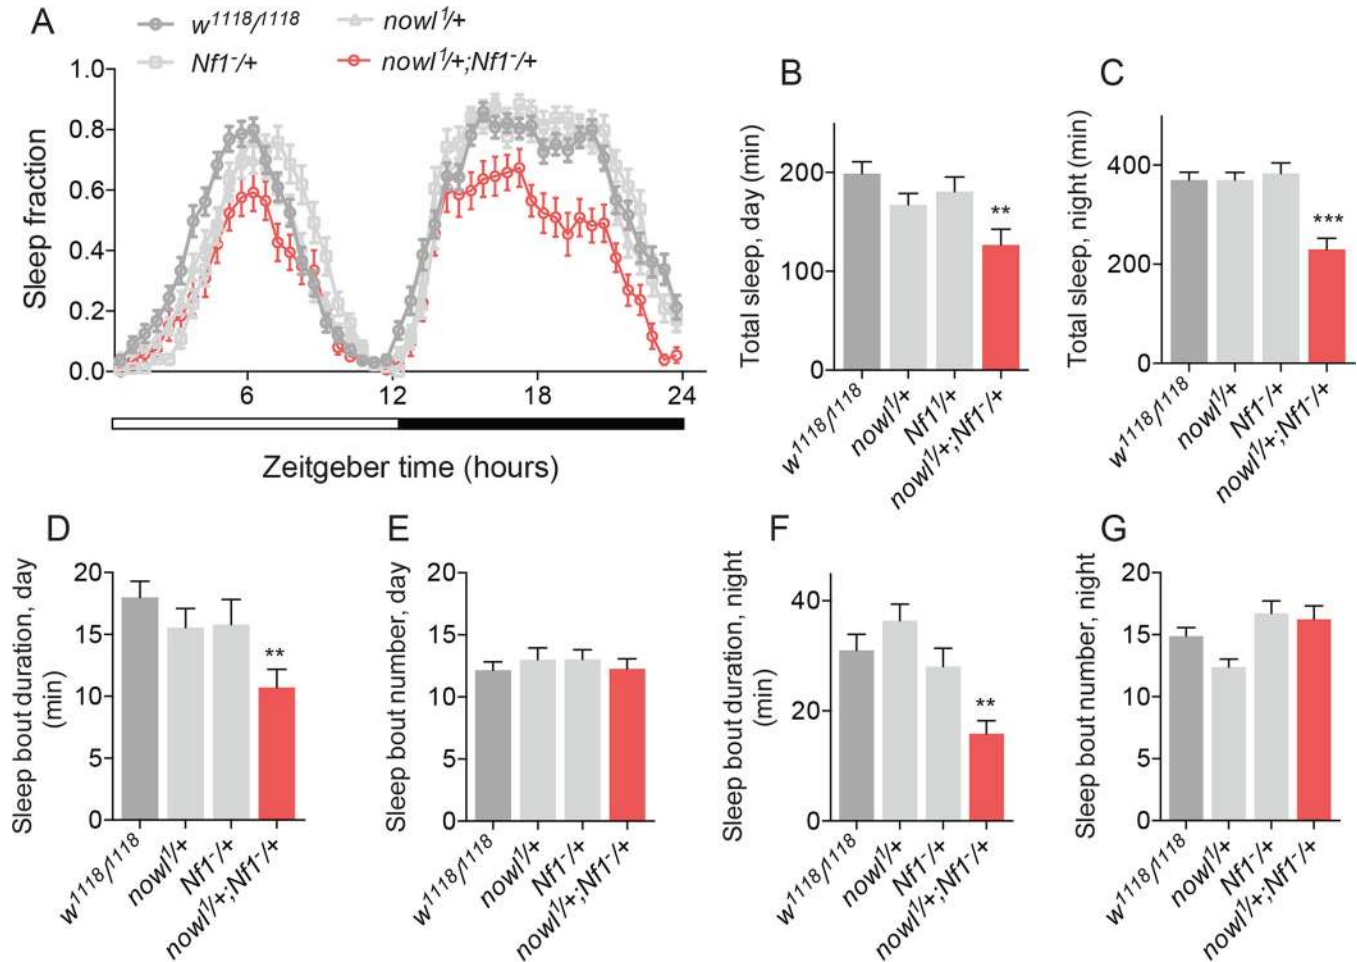 A
w1118/1118
nowl1/+
Nf1-/+
nowl1/+;Nf1-/+
Sleep fraction
1.0
0.8
0.6
0.4
0.2
0.0
6
12
18
24
Zeitgeber time (hours)
B
Total sleep, day (min)
200
100
0
**
w1118/1118
nowl1/+
Nf11/+
nowl1/+;Nf1-/+
C
Total sleep, night (min)
400
200
0
***
w1118/1118
nowl1/+
Nf1-/+
nowl1/+;Nf1-/+
D
Sleep bout duration, day
(min)
20
15
10
5
0
**
w1118/1118
nowl1/+
Nf1-/+
nowl1/+;Nf1-/+
E
Sleep bout number, day
20
15
10
5
0
w1118/1118
nowl1/+
Nf1-/+
nowl1/+;Nf1-/+
F
Sleep bout duration, night
(min)
40
20
0
**
w1118/1118
nowl1/+
Nf1-/+
nowl1/+;Nf1-/+
G
Sleep bout number, night
20
15
10
5
0
w1118/1118
nowl1/+
Nf1-/+
nowl1/+;Nf1-/+